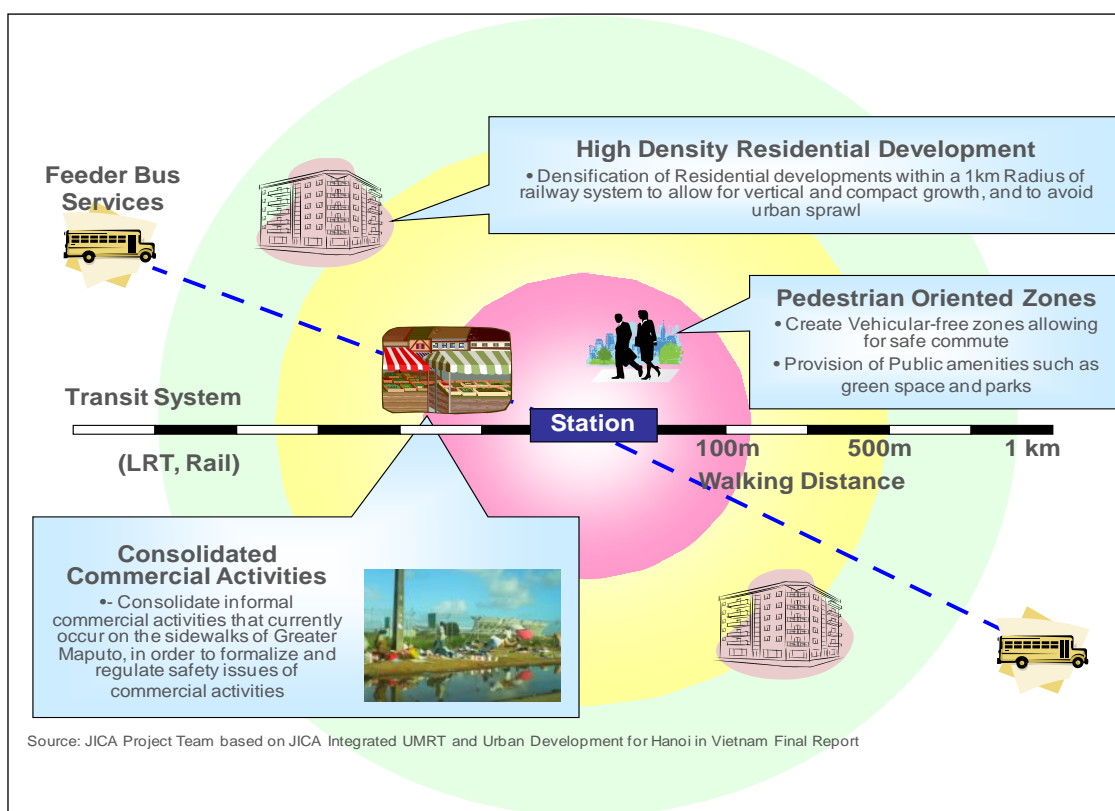 High Density Residential Development
• Densification of Residential developments within a 1km Radius of
railway system to allow for vertical and compact growth, and to avoid
urban sprawl
Feeder Bus
Services
Pedestrian Oriented Zones
• Create Vehicular-free zones allowing
for safe commute
• Provision of Public amenities such as
green space and parks
Transit System
(LRT, Rail)
Station
100m
500m
1 km
Walking Distance
Consolidated
Commercial Activities
•- Consolidate informal
commercial activities that currently
occur on the sidewalks of Greater
Maputo, in order to formalize and
regulate safety issues of
commercial activities
Source: JICA Project Team based on JICA Integrated UMRT and Urban Development for Hanoi in Vietnam Final Report